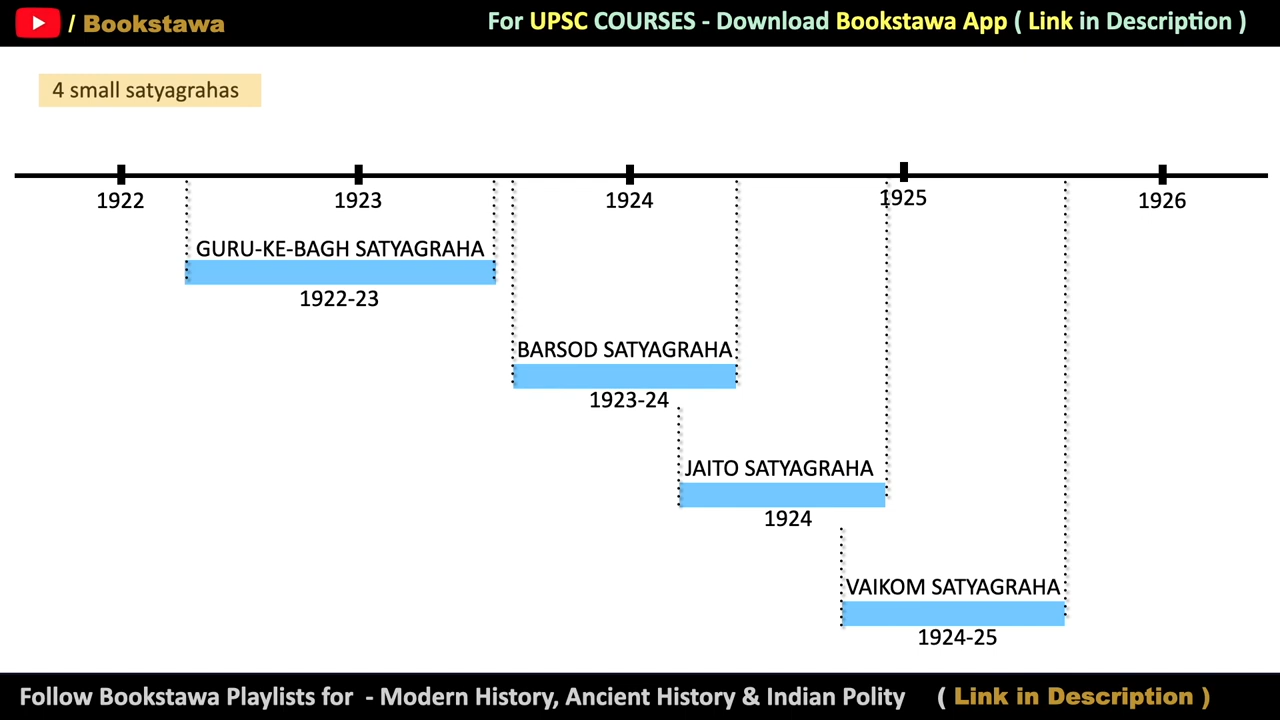 / Bookstawa
For UPSC COURSES - Download Bookstawa App ( Link in Description )
4 small satyagrahas
1922 1923 1924 1925 1926
GURU-KE-BAGH SATYAGRAHA
1922-23
BARSOD SATYAGRAHA
1923-24
JAITO SATYAGRAHA
1924
VAIKOM SATYAGRAHA
1924-25
Follow Bookstawa Playlists for - Modern History, Ancient History & Indian Polity ( Link in Description )